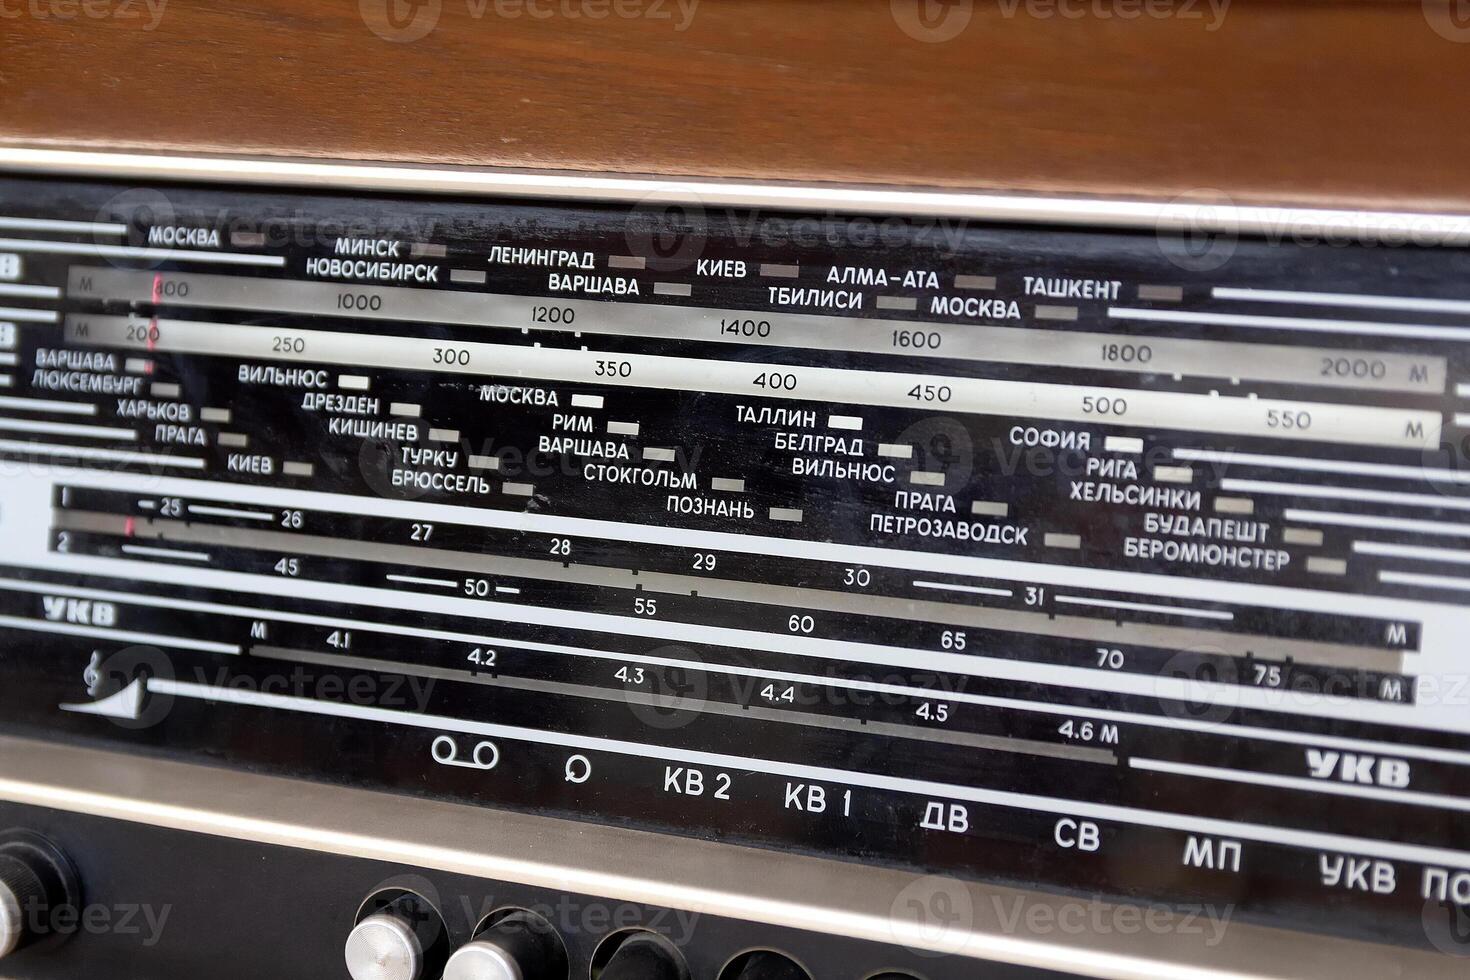 МОСКВА МИНСК ЛЕНИНГРАД КИЕВ АЛМА-АТА ТАШКЕНТ
НОВОСИБИРСК ВАРШАВА ТБИЛИСИ МОСКВА
В
М 800 1000 1200 1400 1600 1800 2000 М
В
М 200 250 300 350 400 450 500 550 М
ВАРШАВА ВИЛЬНЮС МОСКВА ТАЛЛИН СОФИЯ
ЛЮКСЕМБУРГ ДРЕЗДЕН РИМ БЕЛГРАД РИГА
ХАРЬКОВ КИШИНЕВ ВАРШАВА ВИЛЬНЮС ХЕЛЬСИНКИ
ПРАГА ТУРКУ СТОКГОЛЬМ ПРАГА БУДАПЕШТ
КИЕВ БРЮССЕЛЬ ПОЗНАНЬ ПЕТРОЗАВОДСК БЕРОМЮНСТЕР
1 25 26 27 28 29 30 31 М
2 45 50 55 60 65 70 75 М
УКВ М 4.1 4.2 4.3 4.4 4.5 4.6 М УКВ
КВ 2 КВ 1 ДВ СВ МП УКВ ПО
Vecteezy